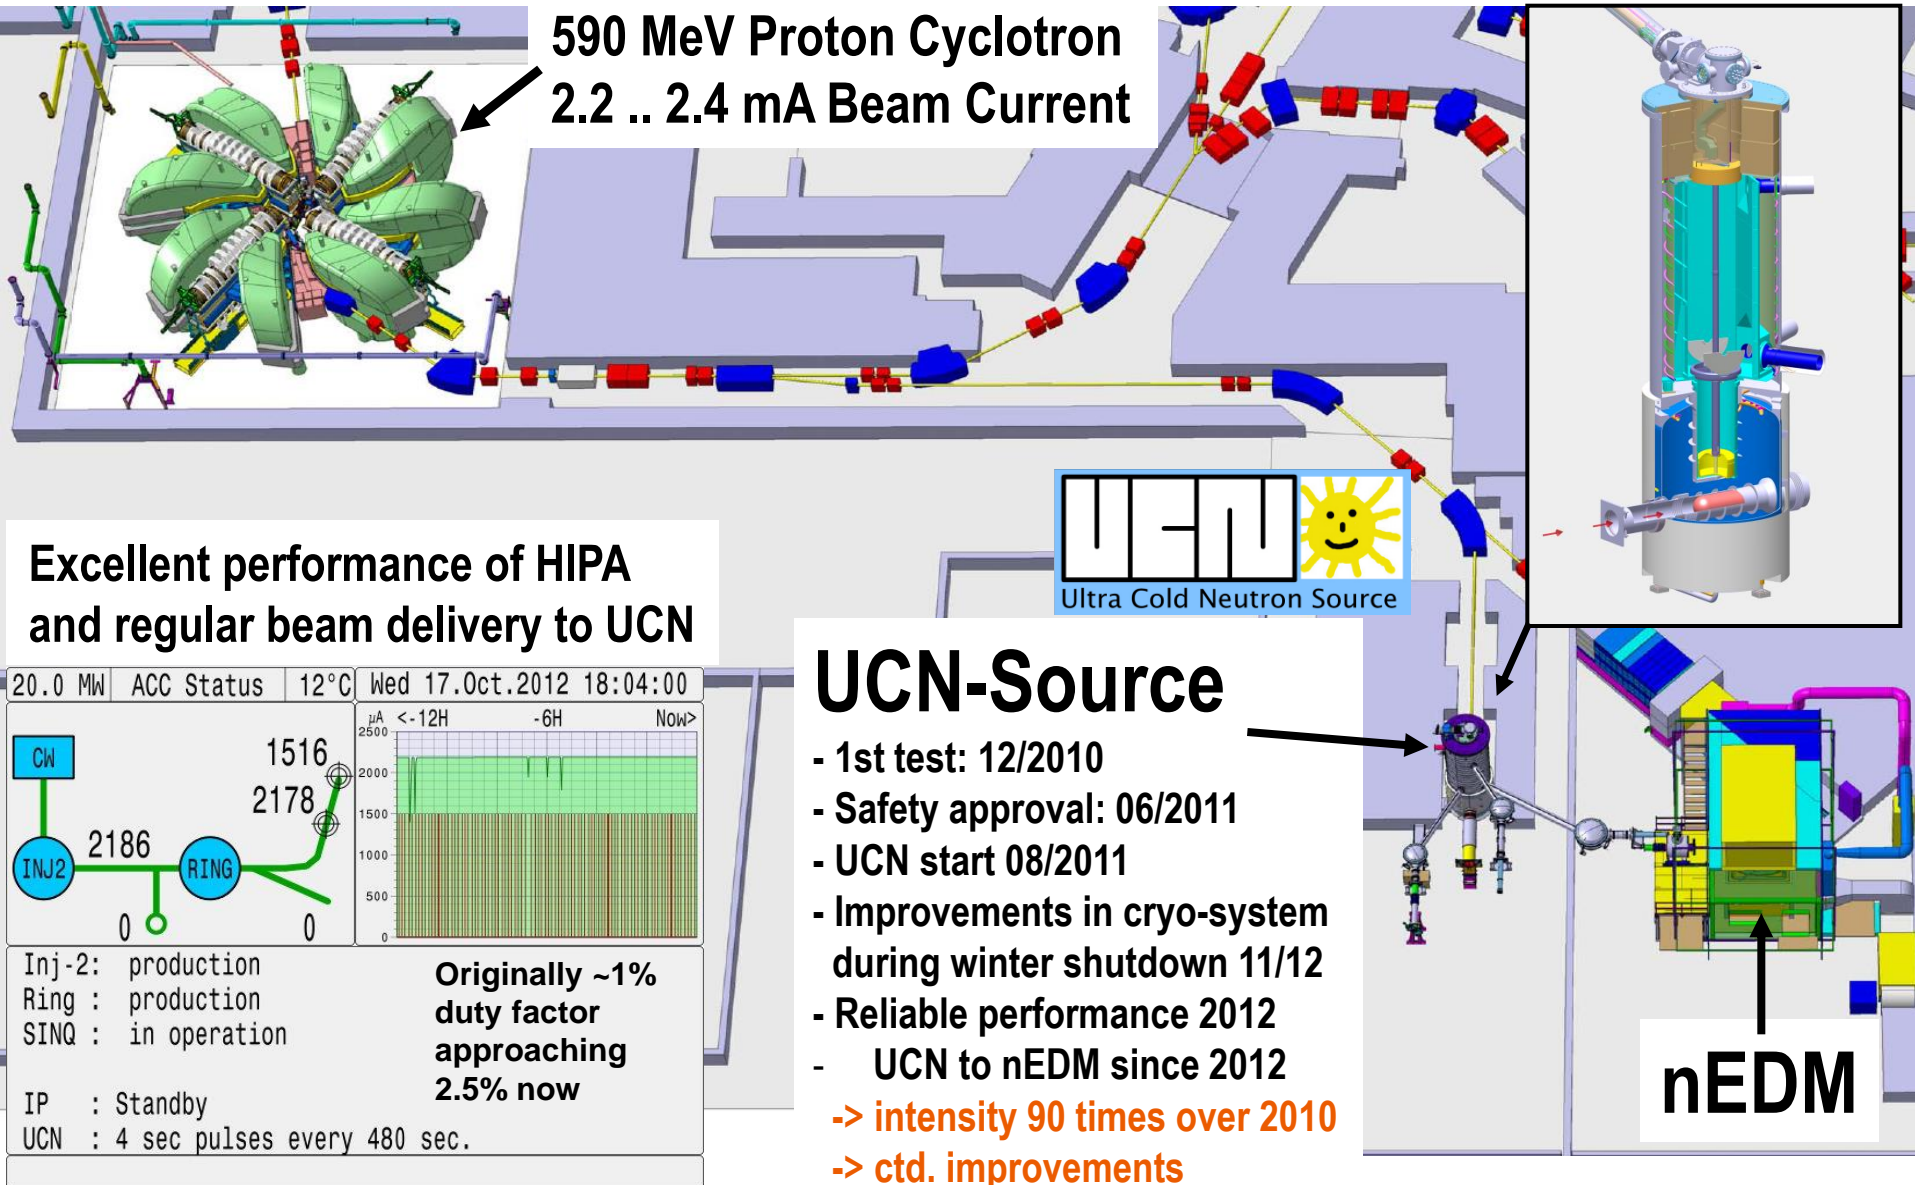 590 MeV Proton Cyclotron
2.2 .. 2.4 mA Beam Current
UCN
Ultra Cold Neutron Source
Excellent performance of HIPA
and regular beam delivery to UCN
20.0 MW ACC Status 12°C Wed 17.Oct.2012 18:04:00
µA <-12H -6H Now>
2500
2000
1500
1000
500
0
CW
1516
2178
2186
INJ2
RING
0
0
Inj-2: production
Ring : production
SINQ : in operation
IP : Standby
UCN : 4 sec pulses every 480 sec.
Originally ~1%
duty factor
approaching
2.5% now
UCN-Source
- 1st test: 12/2010
- Safety approval: 06/2011
- UCN start 08/2011
- Improvements in cryo-system
during winter shutdown 11/12
- Reliable performance 2012
- UCN to nEDM since 2012
-> intensity 90 times over 2010
-> ctd. improvements
nEDM